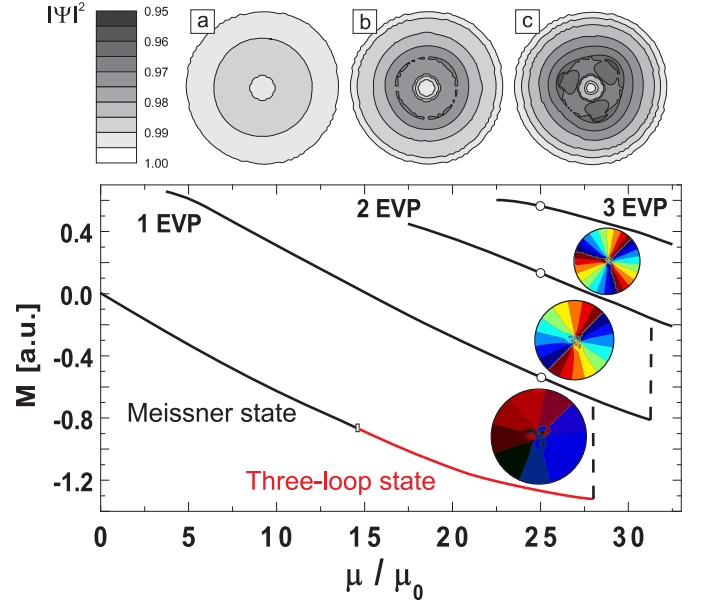 |Ψ|²
0.95
0.96
0.97
0.98
0.99
1.00
a
b
c
1 EVP
2 EVP
3 EVP
0.4
0.0
-0.4
-0.8
-1.2
M [a.u.]
Meissner state
Three-loop state
0 5 10 15 20 25 30
μ / μ₀